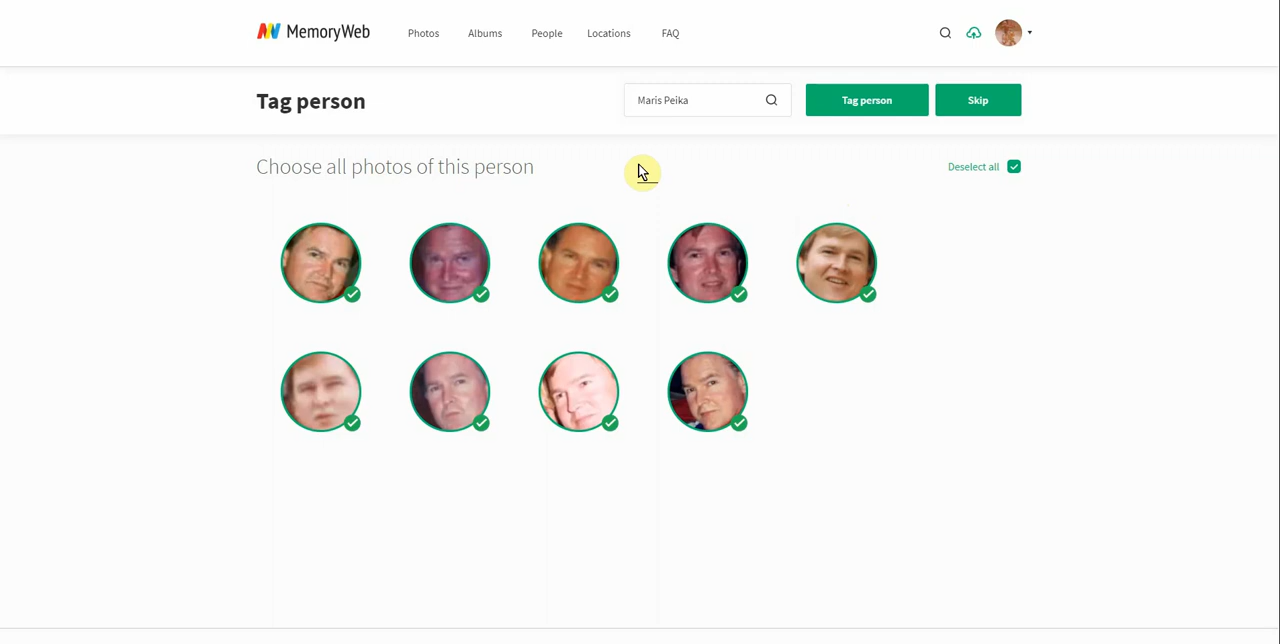 MemoryWeb Photos Albums People Locations FAQ
Tag person Maris Peika Tag person Skip
Choose all photos of this person Deselect all